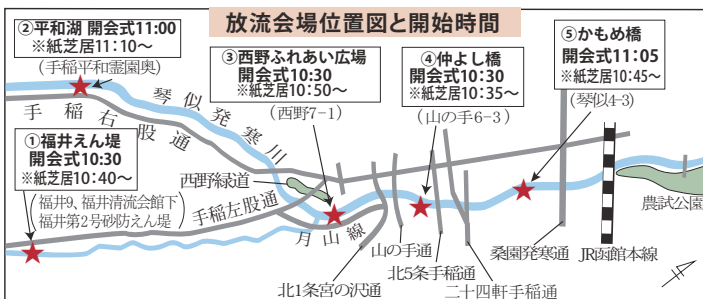 放流会場位置図と開始時間
②平和湖 開会式11:00
※紙芝居11:10～
(手稲平和霊園奥)
③西野ふれあい広場
開会式10:30
※紙芝居10:50～
(西野7-1)
④仲よし橋
開会式10:30
※紙芝居10:35～
(山の手6-3)
⑤かもめ橋
開会式11:05
※紙芝居10:45～
(琴似4-3)
①福井えん堤
開会式10:30
※紙芝居10:40～
(福井9、福井清流会館下
福井第2号砂防えん堤)
手稲右股通
琴似発寒川
西野緑道
手稲左股通
月山線
北1条宮の沢通
山の手通
北5条手稲通
二十四軒手稲通
桑園発寒通
JR函館本線
農試公園